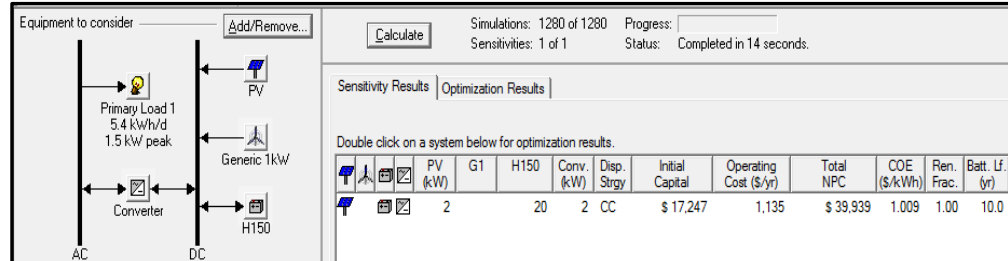 Equipment to consider Add/Remove...
Primary Load 1
5.4 kWh/d
1.5 kW peak
PV
Generic 1kW
Converter
H150
AC DC
Calculate
Simulations: 1280 of 1280 Progress:
Sensitivities: 1 of 1 Status: Completed in 14 seconds.
Sensitivity Results Optimization Results
Double click on a system below for optimization results.
PV (kW) G1 H150 Conv. (kW) Disp. Strgy Initial Capital Operating Cost ($/yr) Total NPC COE ($/kWh) Ren. Frac. Batt. Lf. (yr)
2 20 2 CC $ 17,247 1,135 $ 39,939 1.009 1.00 10.0